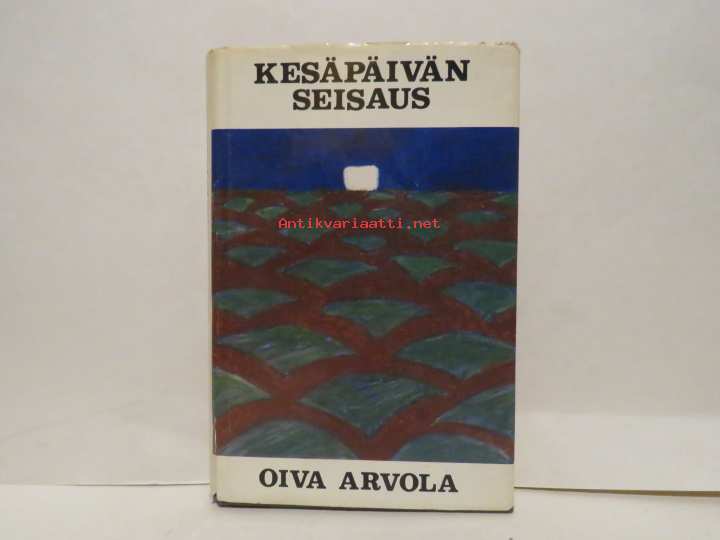 KESÄPÄIVÄN
SEISAUS
Antikvariaatti.net
OIVA ARVOLA